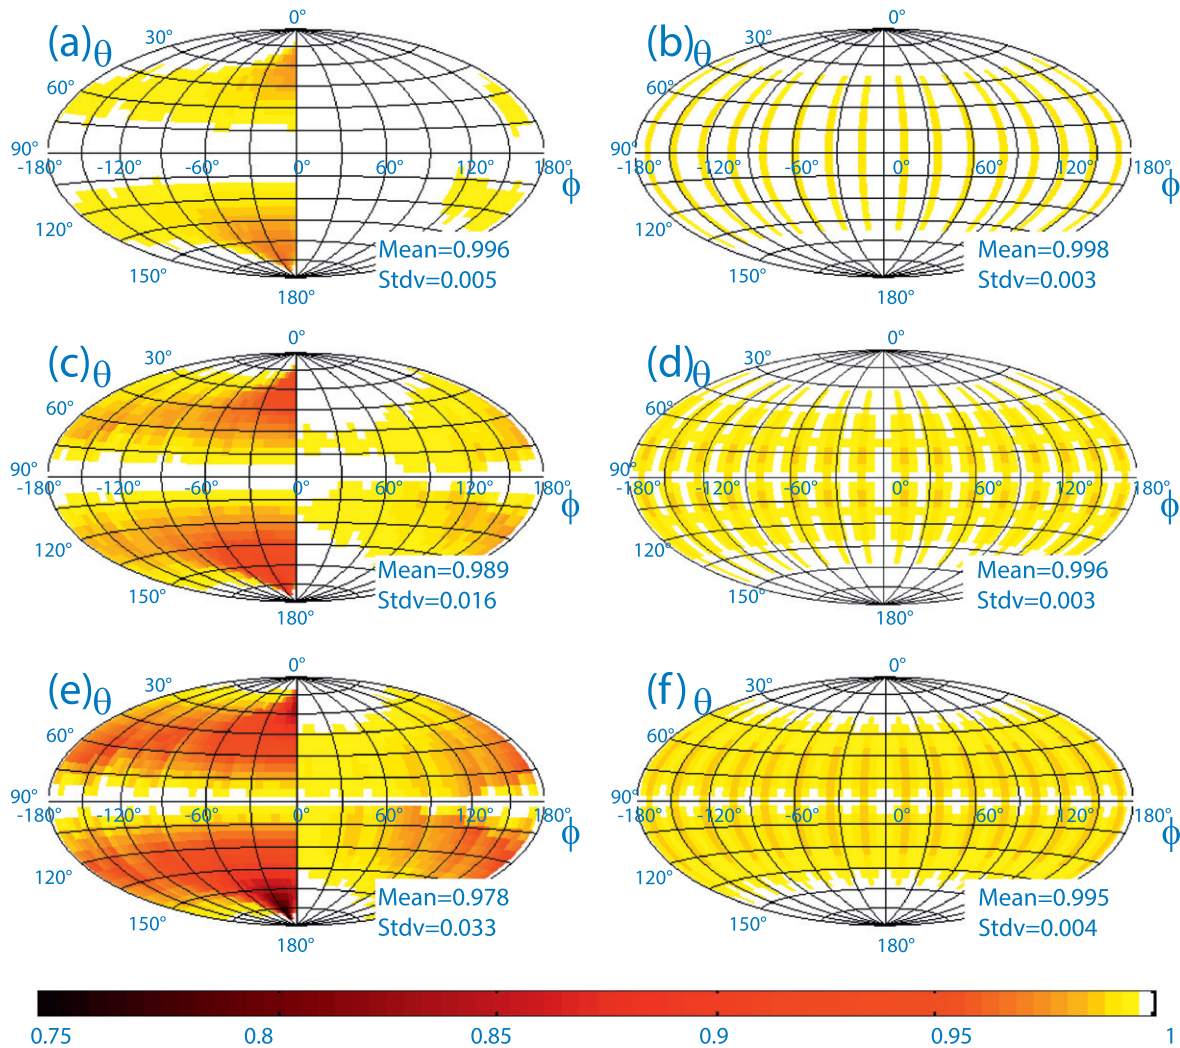 (a) θ 0° 30° 60° 90°
-180° -120° -60° 0° 60° 120° 180° ϕ
120° 150° 180°
Mean=0.996
Stdv=0.005
(b) θ 0° 30° 60° 90°
-180° -120° -60° 0° 60° 120° 180° ϕ
120° 150° 180°
Mean=0.998
Stdv=0.003
(c) θ 0° 30° 60° 90°
-180° -120° -60° 0° 60° 120° 180° ϕ
120° 150° 180°
Mean=0.989
Stdv=0.016
(d) θ 0° 30° 60° 90°
-180° -120° -60° 0° 60° 120° 180° ϕ
120° 150° 180°
Mean=0.996
Stdv=0.003
(e) θ 0° 30° 60° 90°
-180° -120° -60° 0° 60° 120° 180° ϕ
120° 150° 180°
Mean=0.978
Stdv=0.033
(f) θ 0° 30° 60° 90°
-180° -120° -60° 0° 60° 120° 180° ϕ
120° 150° 180°
Mean=0.995
Stdv=0.004
0.75 0.8 0.85 0.9 0.95 1